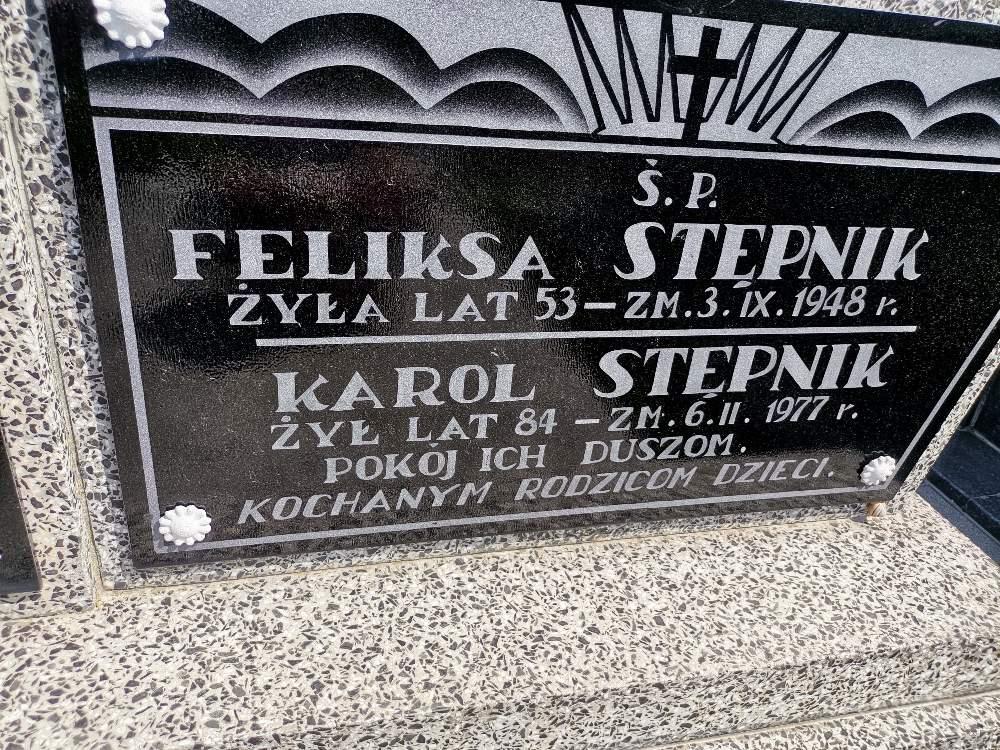 Ś. P.
FELIKSA STĘPNIK
ŻYŁA LAT 53 – ZM. 3. IX. 1948 r.
KAROL STĘPNIK
ŻYŁ LAT 84 – ZM. 6. II. 1977 r.
POKÓJ ICH DUSZOM.
KOCHANYM RODZICOM DZIECI.